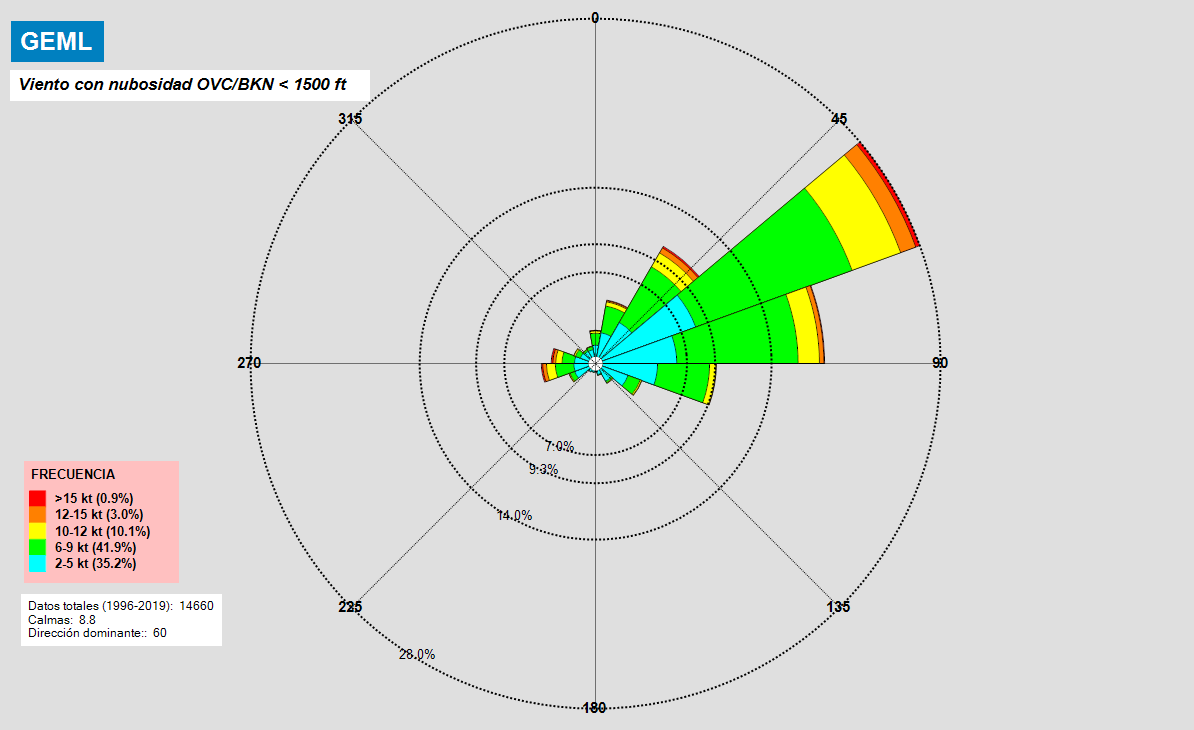 GEML
Viento con nubosidad OVC/BKN < 1500 ft
0
45
90
135
180
225
270
315
7.0%
9.3%
14.0%
28.0%
FRECUENCIA
>15 kt (0.9%)
12-15 kt (3.0%)
10-12 kt (10.1%)
6-9 kt (41.9%)
2-5 kt (35.2%)
Datos totales (1996-2019): 14660
Calmas: 8.8
Dirección dominante:: 60